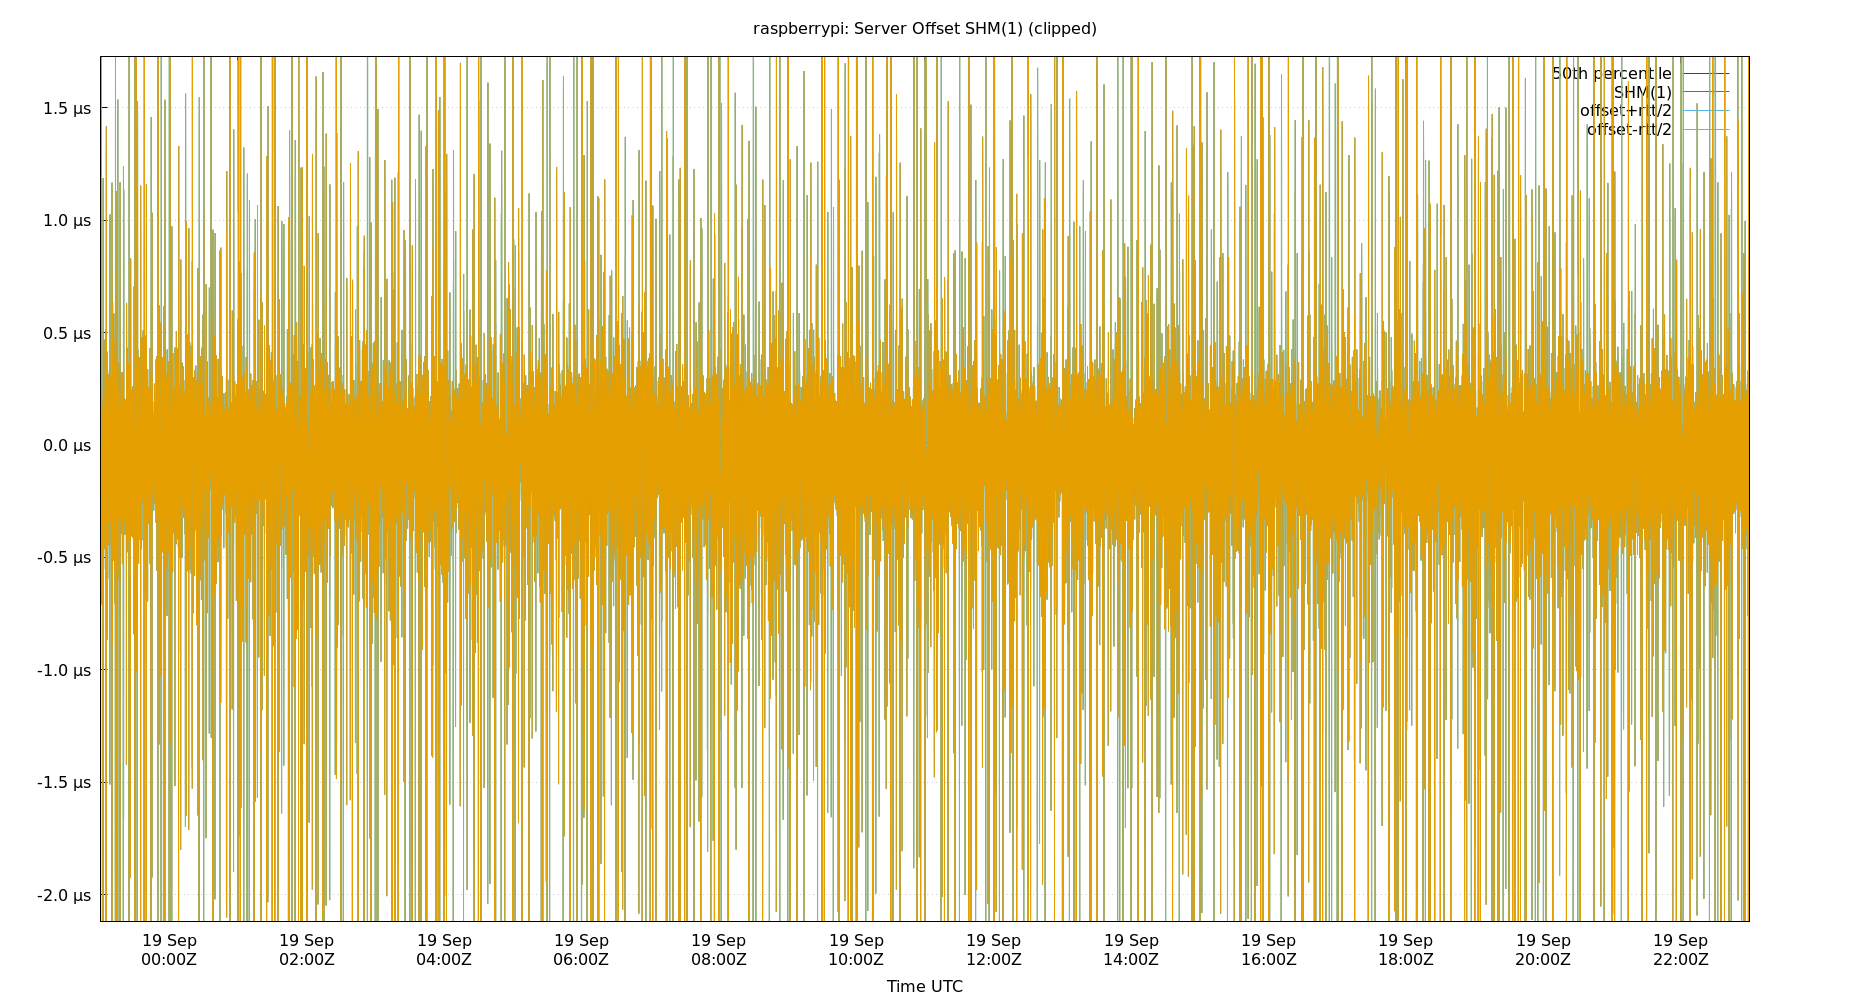 raspberrypi: Server Offset SHM(1) (clipped)
50th percentile
SHM(1)
offset+rtt/2
offset-rtt/2
1.5 µs
1.0 µs
0.5 µs
0.0 µs
-0.5 µs
-1.0 µs
-1.5 µs
-2.0 µs
19 Sep 19 Sep 19 Sep 19 Sep 19 Sep 19 Sep 19 Sep 19 Sep 19 Sep 19 Sep 19 Sep 19 Sep
00:00Z 02:00Z 04:00Z 06:00Z 08:00Z 10:00Z 12:00Z 14:00Z 16:00Z 18:00Z 20:00Z 22:00Z
Time UTC